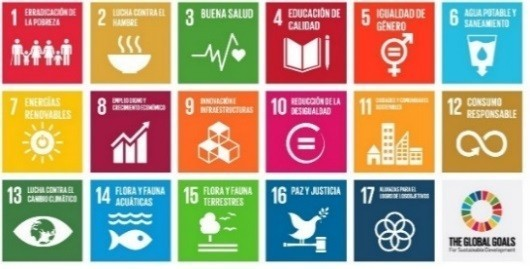 1 ERRADICACIÓN DE
LA POBREZA
2 LUCHA CONTRA EL
HAMBRE
3 BUENA SALUD
4 EDUCACIÓN DE
CALIDAD
5 IGUALDAD DE
GÉNERO
6 AGUA POTABLE Y
SANEAMIENTO
7 ENERGÍAS
RENOVABLES
8 EMPLEO DIGNO Y
CRECIMIENTO ECONÓMICO
9 INNOVACIÓN E
INFRAESTRUCTURAS
10 REDUCCIÓN DE LA
DESIGUALDAD
11 CIUDADES Y COMUNIDADES
SOSTENIBLES
12 CONSUMO
RESPONSABLE
13 LUCHA CONTRA EL
CAMBIO CLIMÁTICO
14 FLORA Y FAUNA
ACUÁTICAS
15 FLORA Y FAUNA
TERRESTRES
16 PAZ Y JUSTICIA
17 ALIANZAS PARA EL
LOGRO DE LOS OBJETIVOS
THE GLOBAL GOALS
For Sustainable Development